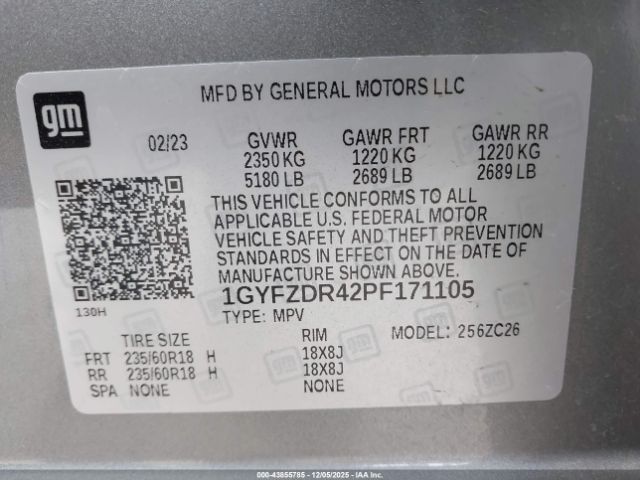 gm
MFD BY GENERAL MOTORS LLC
02/23 GVWR GAWR FRT GAWR RR
2350 KG 1220 KG 1220 KG
5180 LB 2689 LB 2689 LB
THIS VEHICLE CONFORMS TO ALL
APPLICABLE U.S. FEDERAL MOTOR
VEHICLE SAFETY AND THEFT PREVENTION
STANDARDS IN EFFECT ON THE DATE OF
MANUFACTURE SHOWN ABOVE.
130H 1GYFZDR42PF171105
TYPE: MPV MODEL: 256ZC26
TIRE SIZE RIM
FRT 235/60R18 H 18X8J
RR 235/60R18 H 18X8J
SPA NONE NONE
000-43855785 - 12/05/2025 - IAA, Inc.